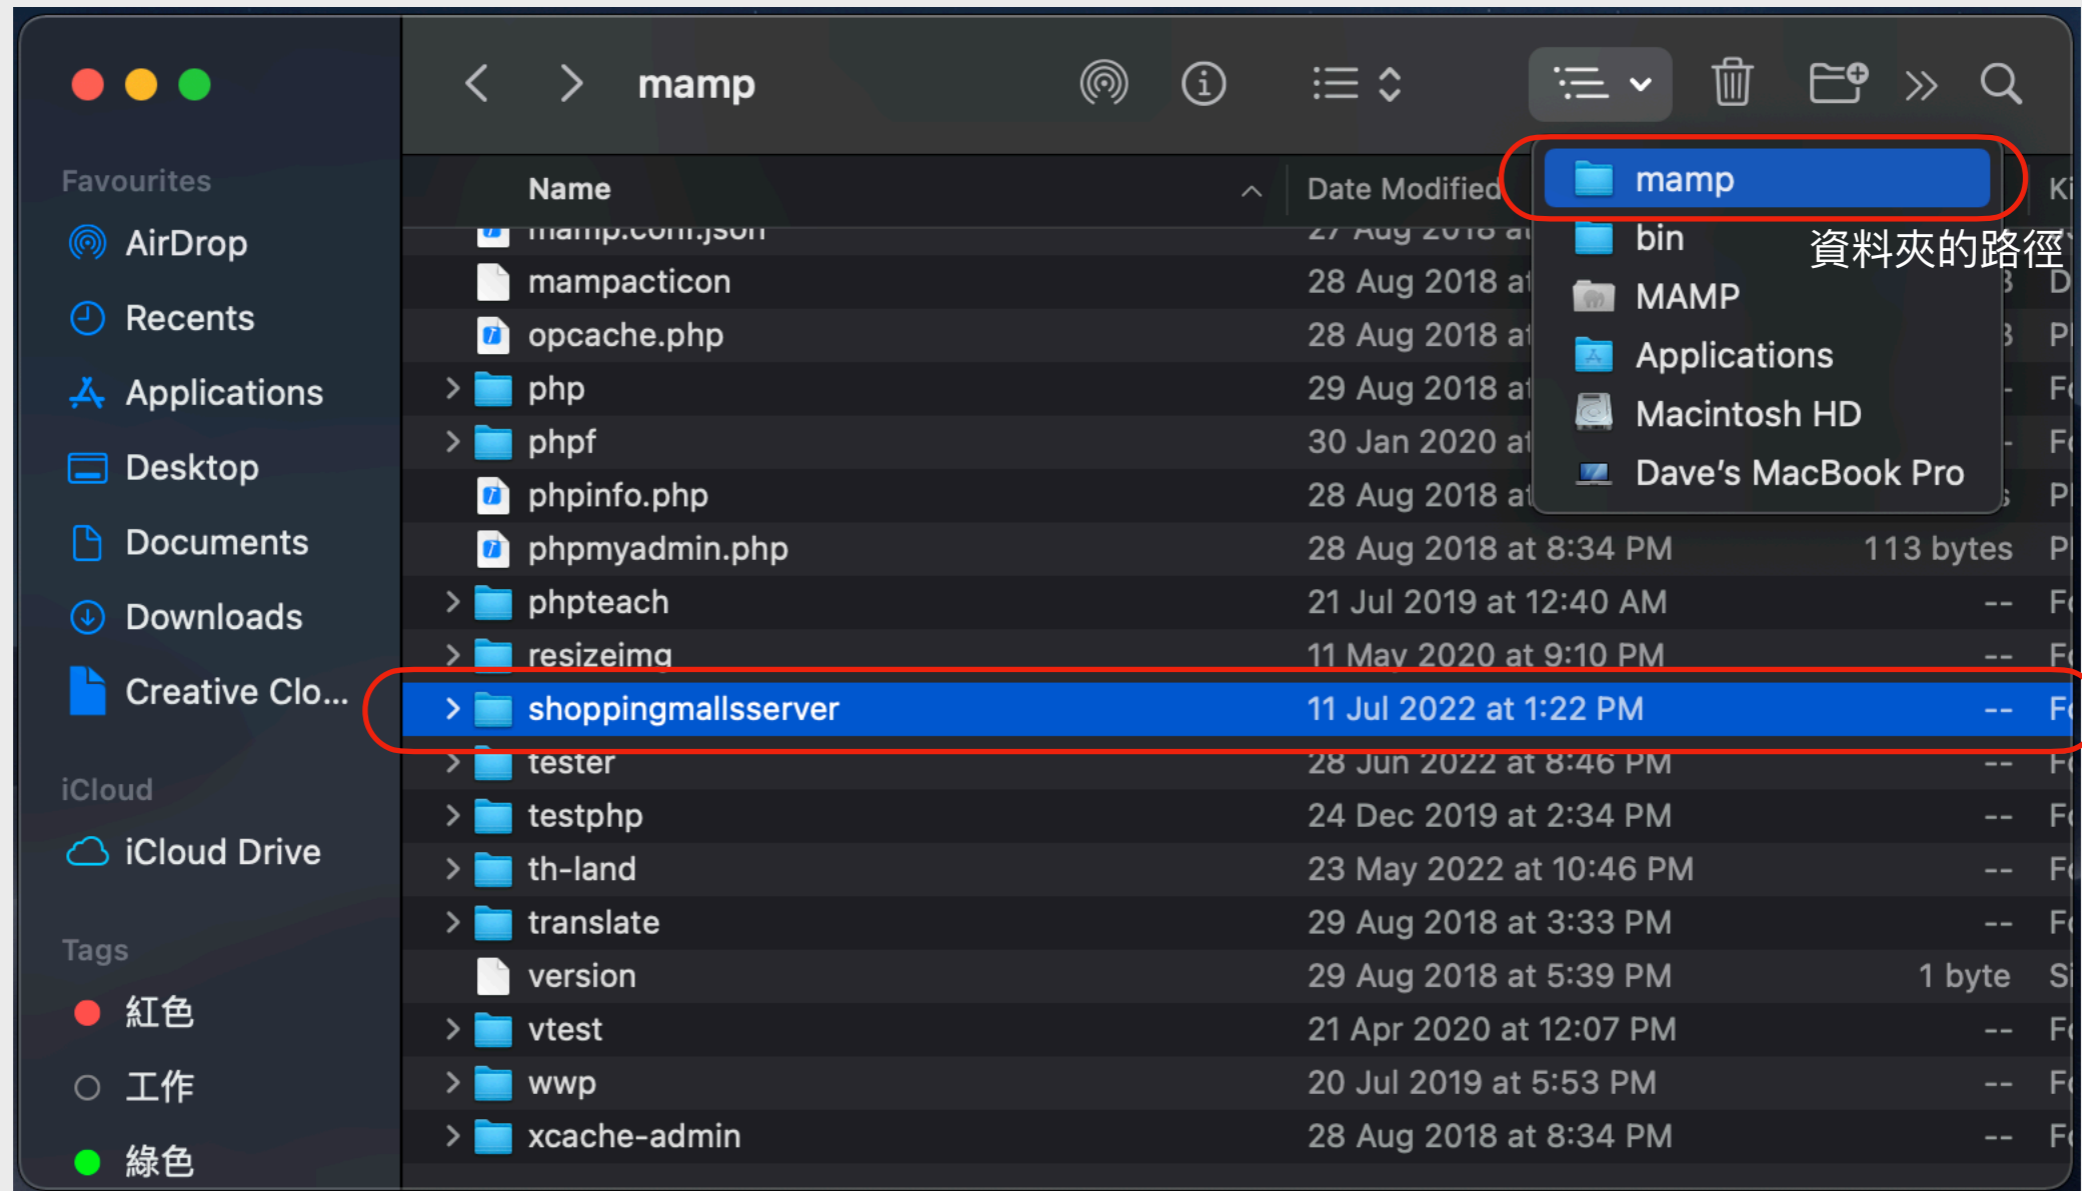 mamp
Favourites
AirDrop
Recents
Applications
Desktop
Documents
Downloads
Creative Clo...
iCloud
iCloud Drive
Tags
紅色
工作
綠色
Name
Date Modified
mamp
bin
MAMP
Applications
Macintosh HD
Dave's MacBook Pro
資料夾的路徑
mamp.conf.json 27 Aug 2018
mampacticon 28 Aug 2018
opcache.php 28 Aug 2018
php 29 Aug 2018
phpf 30 Jan 2020
phpinfo.php 28 Aug 2018
phpmyadmin.php 28 Aug 2018 at 8:34 PM 113 bytes
phpteach 21 Jul 2019 at 12:40 AM --
resizeimg 11 May 2020 at 9:10 PM --
shoppingmallsserver 11 Jul 2022 at 1:22 PM --
tester 28 Jun 2022 at 8:46 PM --
testphp 24 Dec 2019 at 2:34 PM --
th-land 23 May 2022 at 10:46 PM --
translate 29 Aug 2018 at 3:33 PM --
version 29 Aug 2018 at 5:39 PM 1 byte
vtest 21 Apr 2020 at 12:07 PM --
wwp 20 Jul 2019 at 5:53 PM --
xcache-admin 28 Aug 2018 at 8:34 PM --